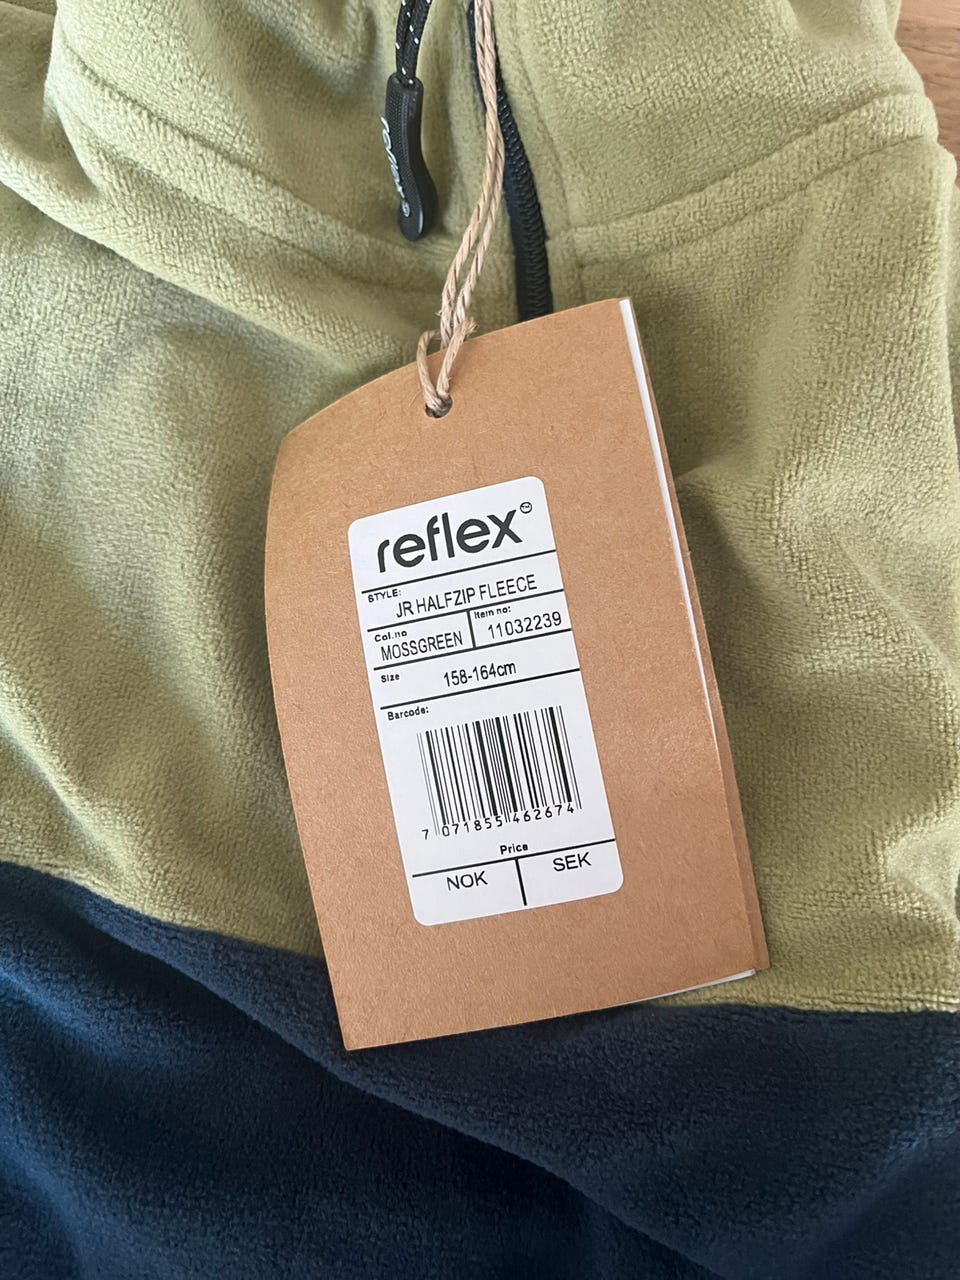 reflex®
reflex™
STYLE:
JR HALFZIP FLEECE
Col.no
MOSSGREEN
Item no:
11032239
Size
158-164cm
Barcode:
7 071855 462674
Price
NOK
SEK